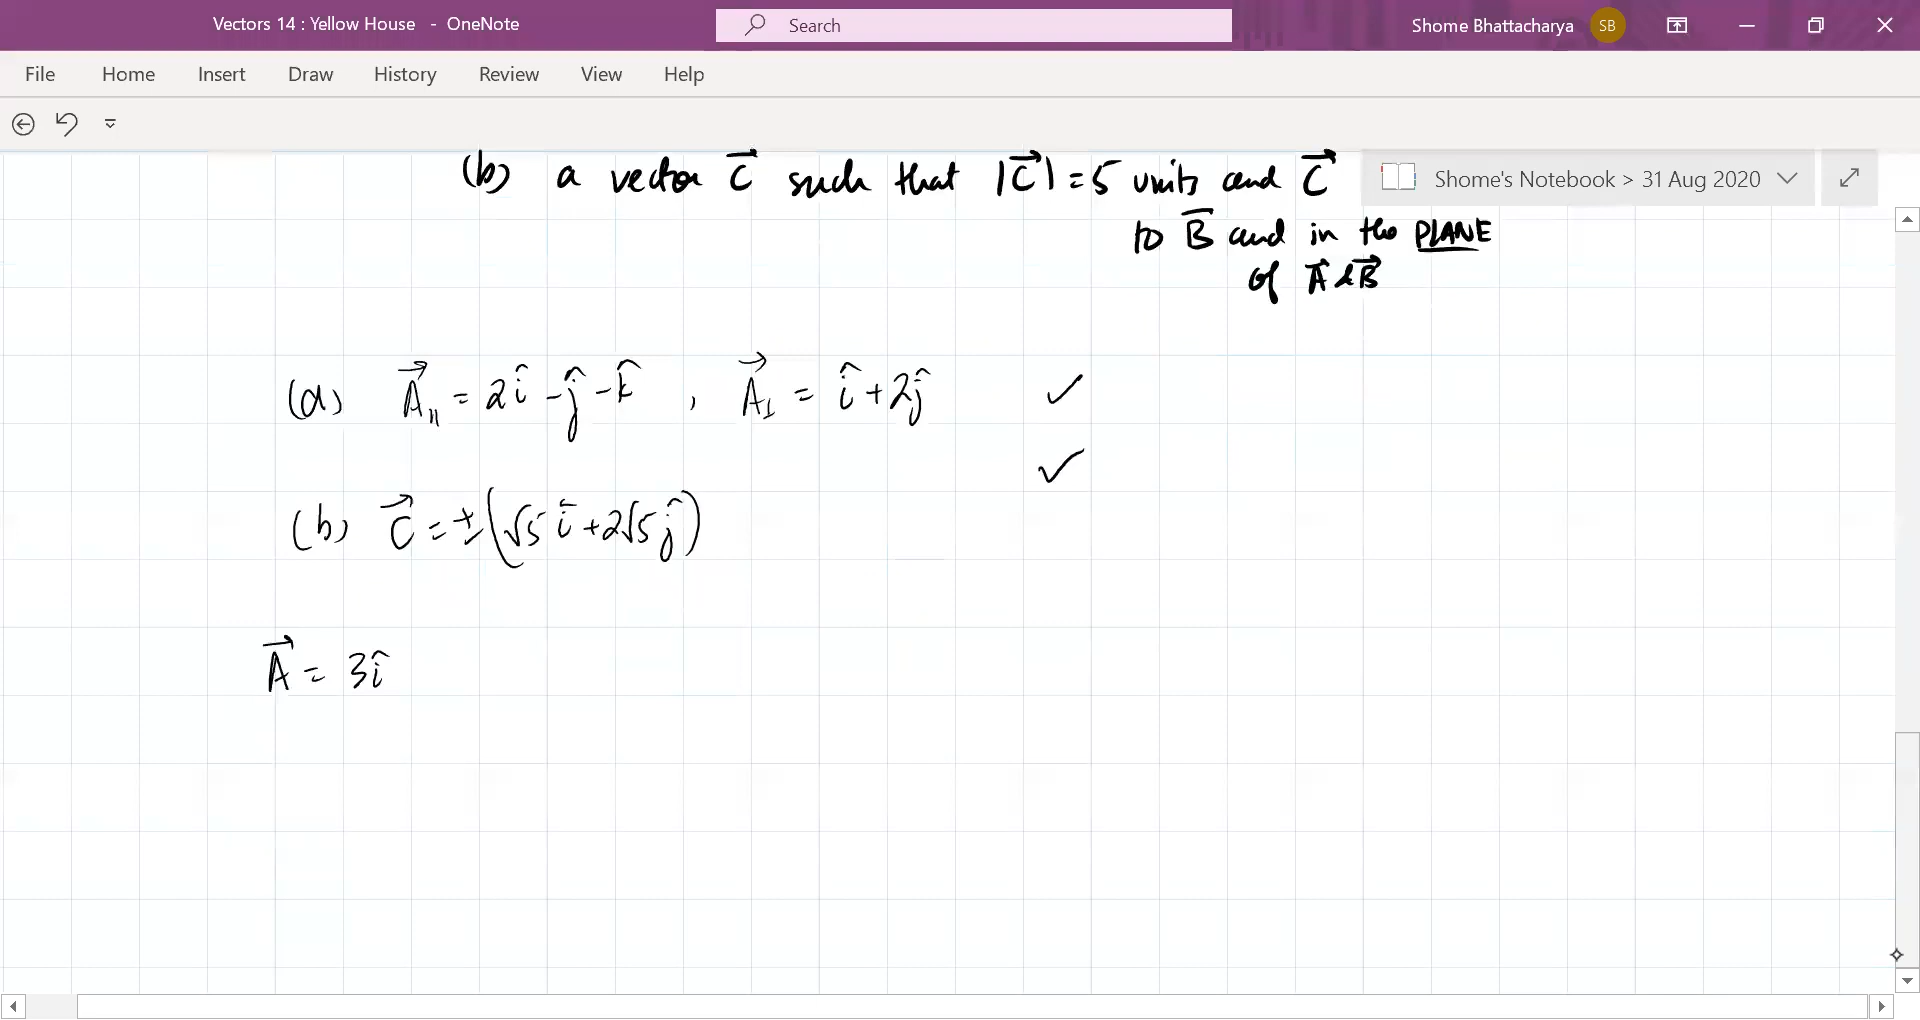 Vectors 14 : Yellow House - OneNote
Search
Shome Bhattacharya
SB
File Home Insert Draw History Review View Help
(b) a vector C⃗ such that |C⃗| = 5 units and C⃗
Shome's Notebook > 31 Aug 2020
to B⃗ and in the PLANE
of A⃗ & B⃗
(a) A⃗∥ = 2î - ĵ - k̂ , A⃗⊥ = î + 2ĵ ✓
✓
(b) C⃗ = ±(√5 î + 2√5 ĵ)
A⃗ = 3î